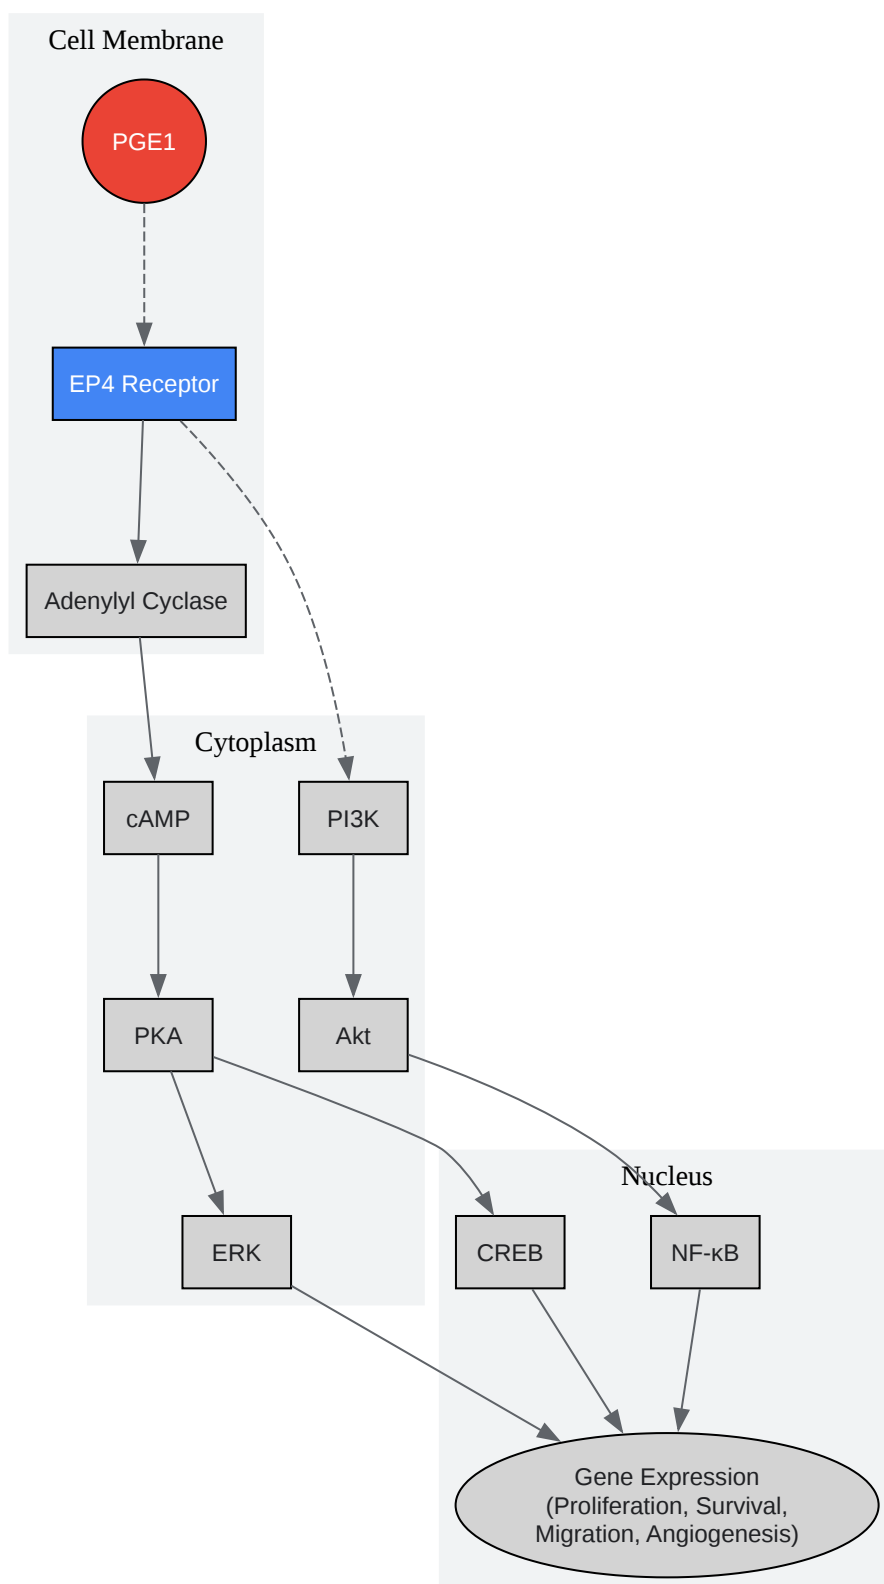 Cell Membrane
PGE1
EP4 Receptor
Adenylyl Cyclase
Cytoplasm
cAMP
PI3K
PKA
Akt
Nucleus
ERK
CREB
NF-κB
Gene Expression
(Proliferation, Survival,
Migration, Angiogenesis)